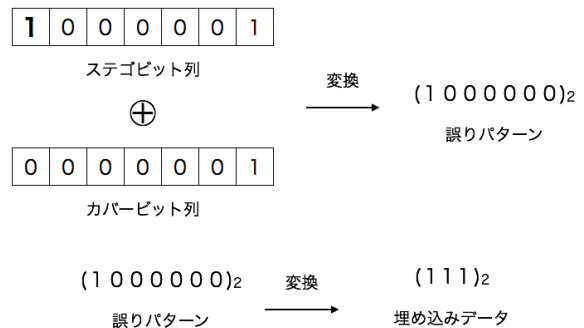 1 0 0 0 0 0 1
ステゴビット列
⊕
変換
(1 0 0 0 0 0 0)2
誤りパターン
0 0 0 0 0 0 1
カバービット列
(1 0 0 0 0 0 0)2
誤りパターン
変換
(1 1 1)2
埋め込みデータ